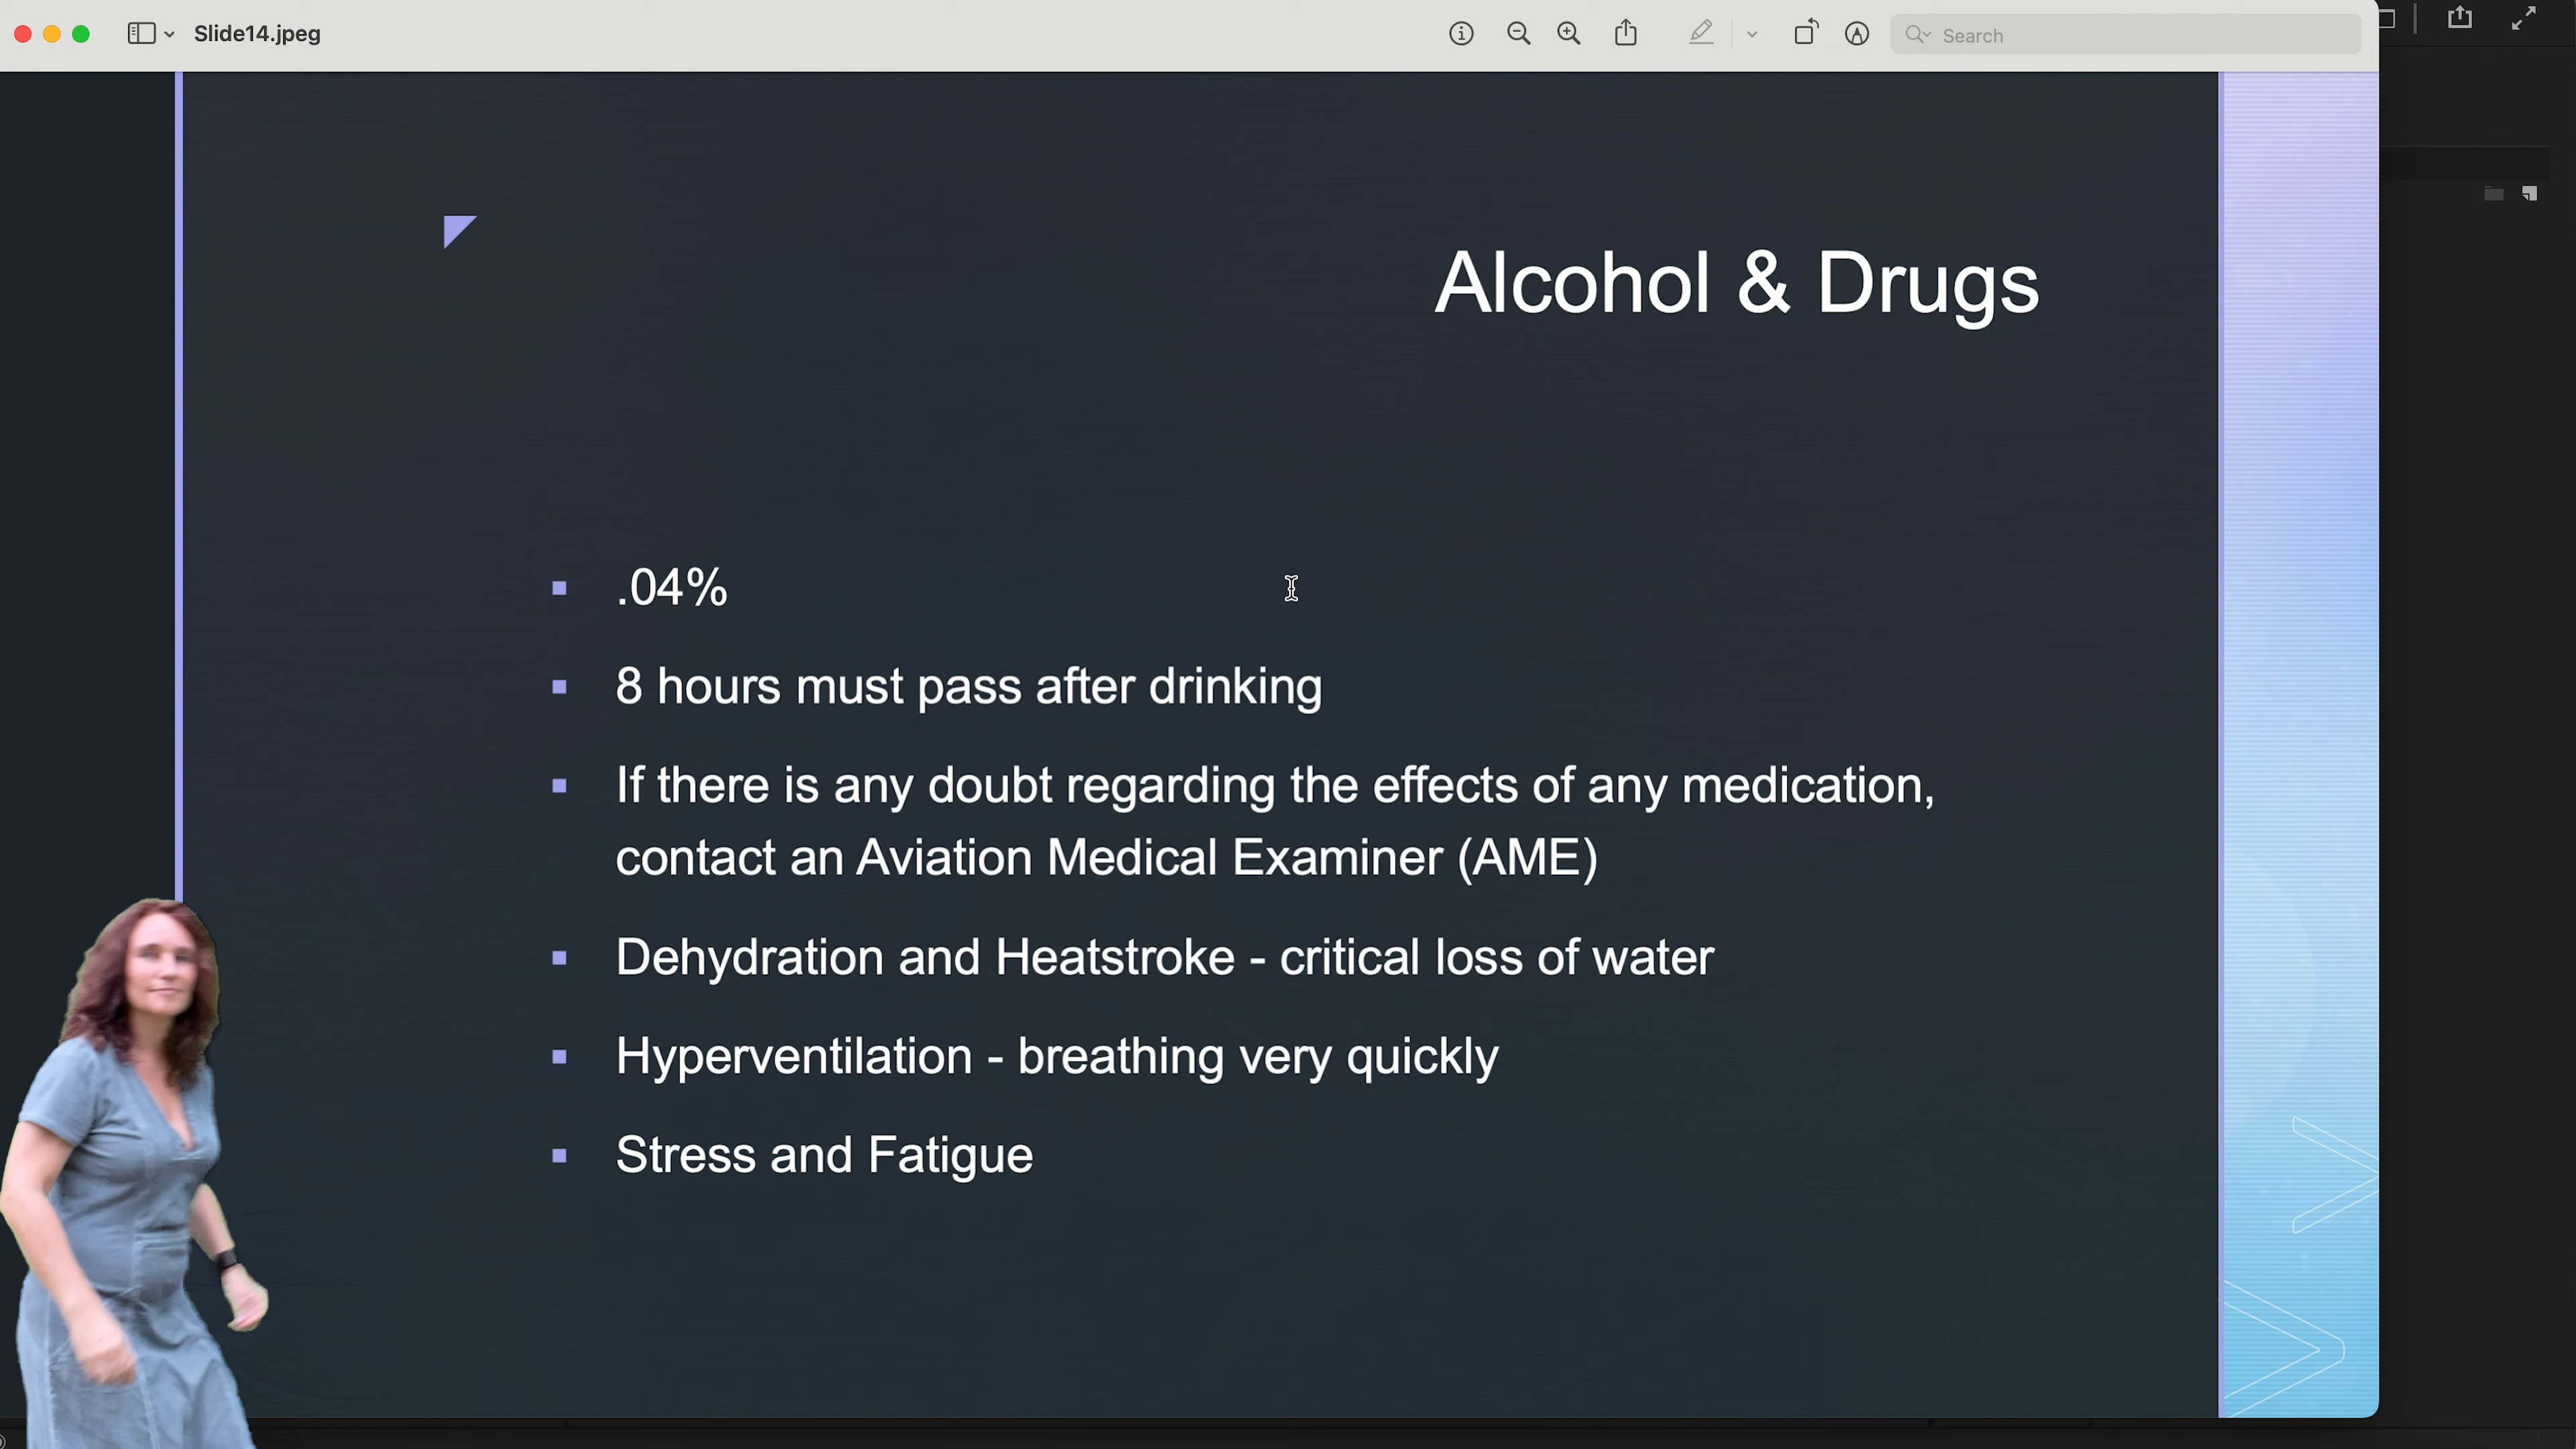 Slide14.jpeg
Search
Alcohol & Drugs
.04%
8 hours must pass after drinking
If there is any doubt regarding the effects of any medication,
contact an Aviation Medical Examiner (AME)
Dehydration and Heatstroke - critical loss of water
Hyperventilation - breathing very quickly
Stress and Fatigue